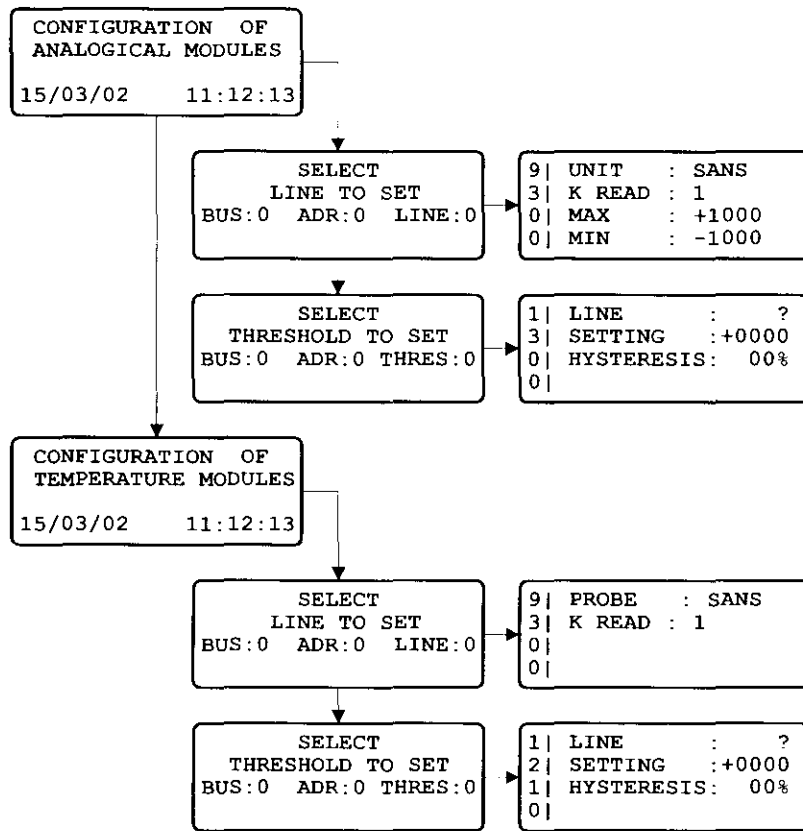 CONFIGURATION OF
ANALOGICAL MODULES
15/03/02 11:12:13
SELECT
LINE TO SET
BUS:0 ADR:0 LINE:0
9| UNIT : SANS
3| K READ : 1
0| MAX : +1000
0| MIN : -1000
SELECT
THRESHOLD TO SET
BUS:0 ADR:0 THRES:0
1| LINE : ?
3| SETTING :+0000
0| HYSTERESIS: 00%
0|
CONFIGURATION OF
TEMPERATURE MODULES
15/03/02 11:12:13
SELECT
LINE TO SET
BUS:0 ADR:0 LINE:0
9| PROBE : SANS
3| K READ : 1
0|
0|
SELECT
THRESHOLD TO SET
BUS:0 ADR:0 THRES:0
1| LINE : ?
2| SETTING :+0000
1| HYSTERESIS: 00%
0|